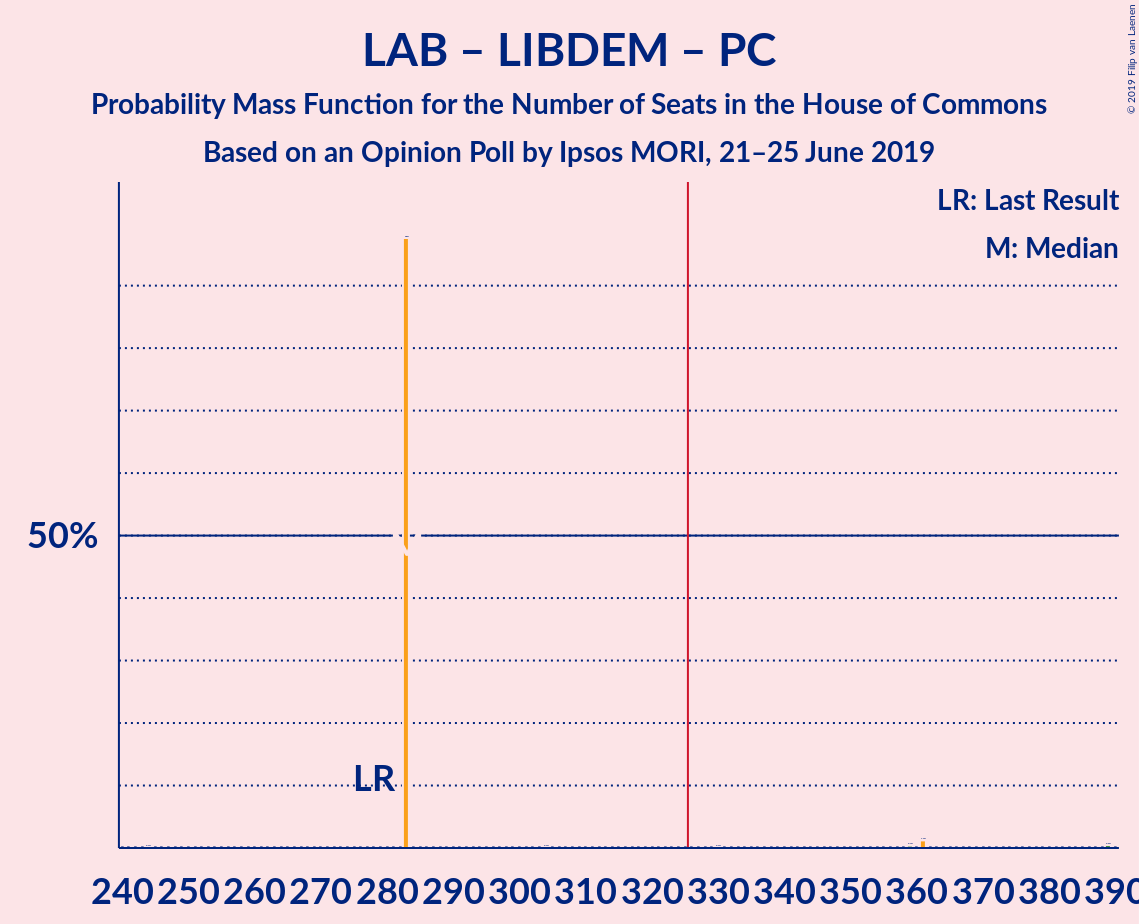 LAB – LIBDEM – PC
Probability Mass Function for the Number of Seats in the House of Commons
Based on an Opinion Poll by Ipsos MORI, 21–25 June 2019
© 2019 Filip van Laenen
LR: Last Result
M: Median
50%
LR
240 250 260 270 280 290 300 310 320 330 340 350 360 370 380 390